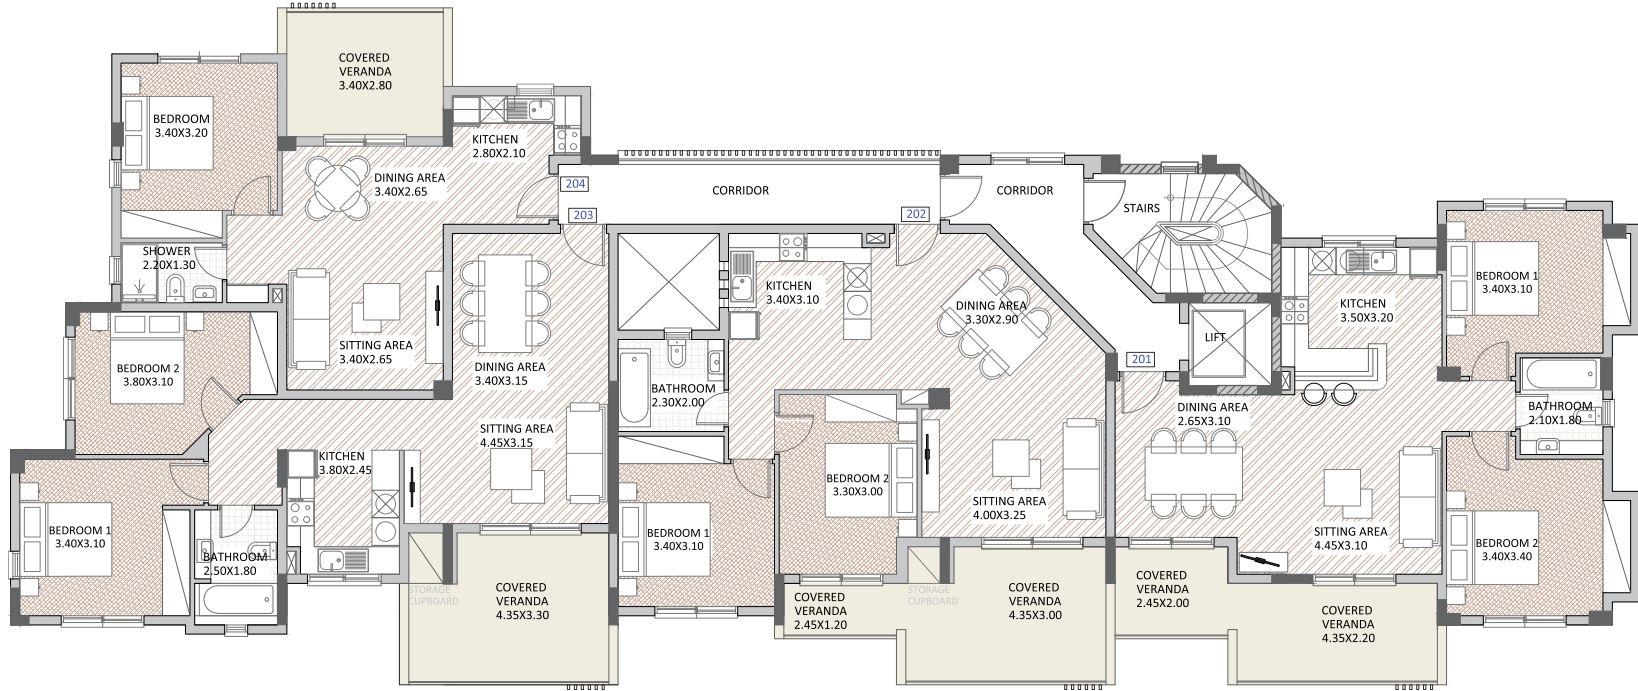 COVERED
VERANDA
3.40X2.80
BEDROOM
3.40X3.20
KITCHEN
2.80X2.10
DINING AREA
3.40X2.65
204
203
CORRIDOR
202
CORRIDOR
STAIRS
SHOWER
2.20X1.30
SITTING AREA
3.40X2.65
BEDROOM 2
3.80X3.10
DINING AREA
3.40X3.15
SITTING AREA
4.45X3.15
KITCHEN
3.80X2.45
BEDROOM 1
3.40X3.10
BATHROOM
2.50X1.80
STORAGE
CUPBOARD
COVERED
VERANDA
4.35X3.30
KITCHEN
3.40X3.10
DINING AREA
3.30X2.90
BATHROOM
2.30X2.00
BEDROOM 2
3.30X3.00
SITTING AREA
4.00X3.25
BEDROOM 1
3.40X3.10
COVERED
VERANDA
2.45X1.20
STORAGE
CUPBOARD
COVERED
VERANDA
4.35X3.00
201
LIFT
KITCHEN
3.50X3.20
BEDROOM 1
3.40X3.10
DINING AREA
2.65X3.10
BATHROOM
2.10X1.80
SITTING AREA
4.45X3.10
BEDROOM 2
3.40X3.40
COVERED
VERANDA
2.45X2.00
COVERED
VERANDA
4.35X2.20